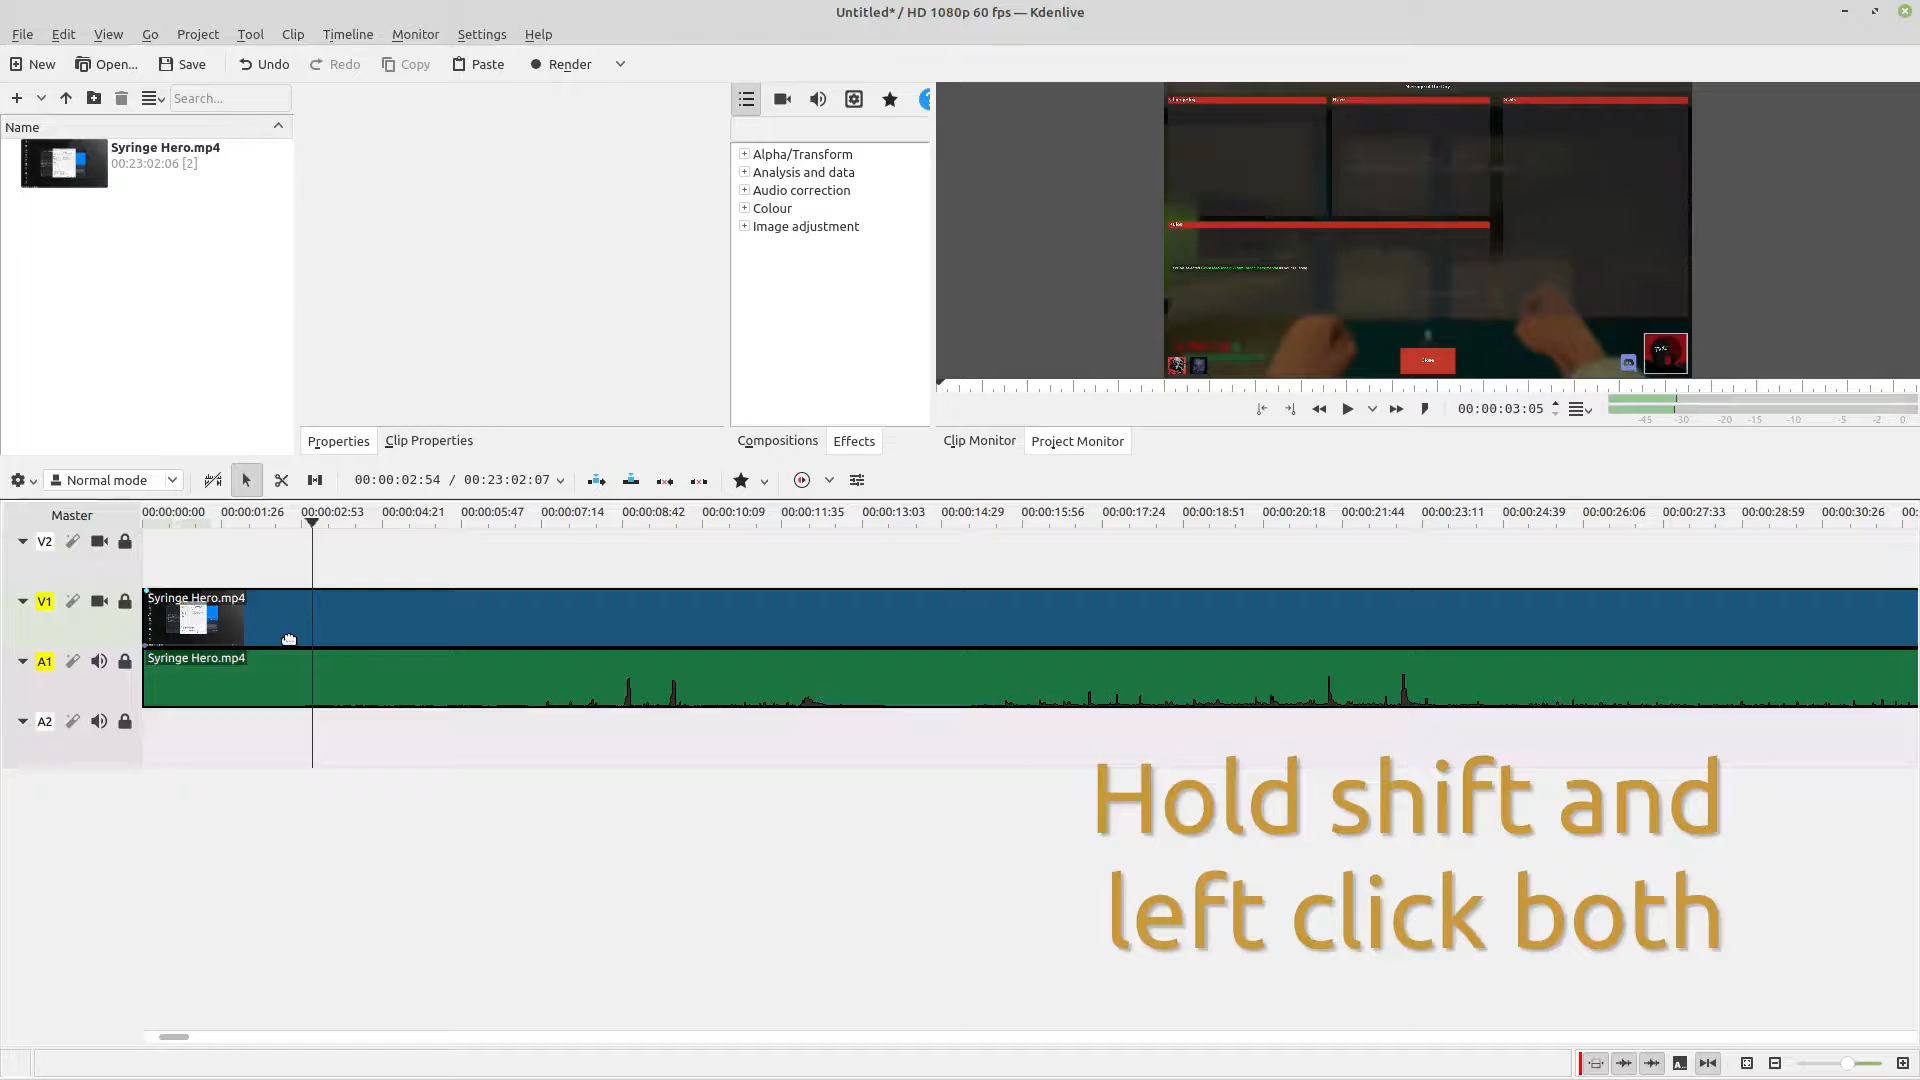 Untitled* / HD 1080p 60 fps — Kdenlive
File Edit View Go Project Tool Clip Timeline Monitor Settings Help
New Open... Save Undo Redo Copy Paste Render
Search...
Name
Syringe Hero.mp4
00:23:02:06 [2]
Alpha/Transform
Analysis and data
Audio correction
Colour
Image adjustment
Close
00:00:03:05
-45 -30 -20 -15 -10 -5 -2 0
Properties Clip Properties
Compositions Effects
Clip Monitor Project Monitor
Normal mode
00:00:02:54 / 00:23:02:07
Master
00:00:00:00 00:00:01:26 00:00:02:53 00:00:04:21 00:00:05:47 00:00:07:14 00:00:08:42 00:00:10:09 00:00:11:35 00:00:13:03 00:00:14:29 00:00:15:56 00:00:17:24 00:00:18:51 00:00:20:18 00:00:21:44 00:00:23:11 00:00:24:39 00:00:26:06 00:00:27:33 00:00:28:59 00:00:30:26 00:
V2
V1
Syringe Hero.mp4
A1
Syringe Hero.mp4
A2
Hold shift and
left click both